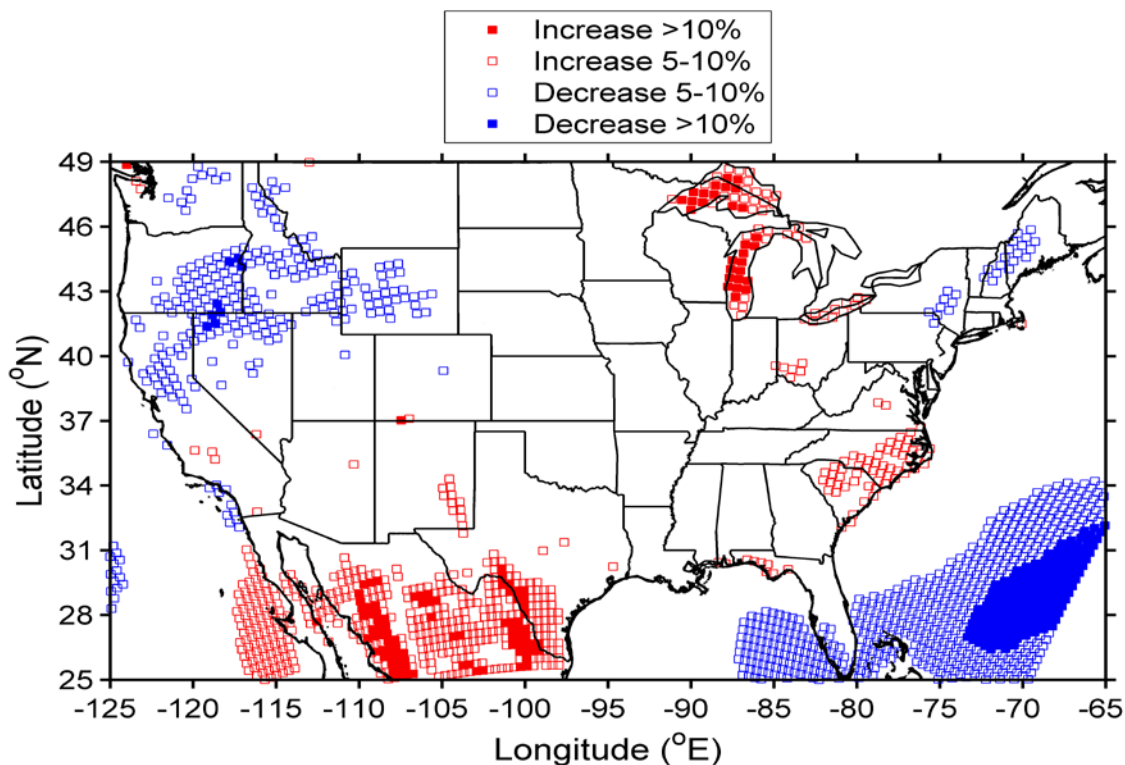 Increase >10%
Increase 5-10%
Decrease 5-10%
Decrease >10%
49
46
43
40
37
34
31
28
25
Latitude (°N)
-125 -120 -115 -110 -105 -100 -95 -90 -85 -80 -75 -70 -65
Longitude (°E)